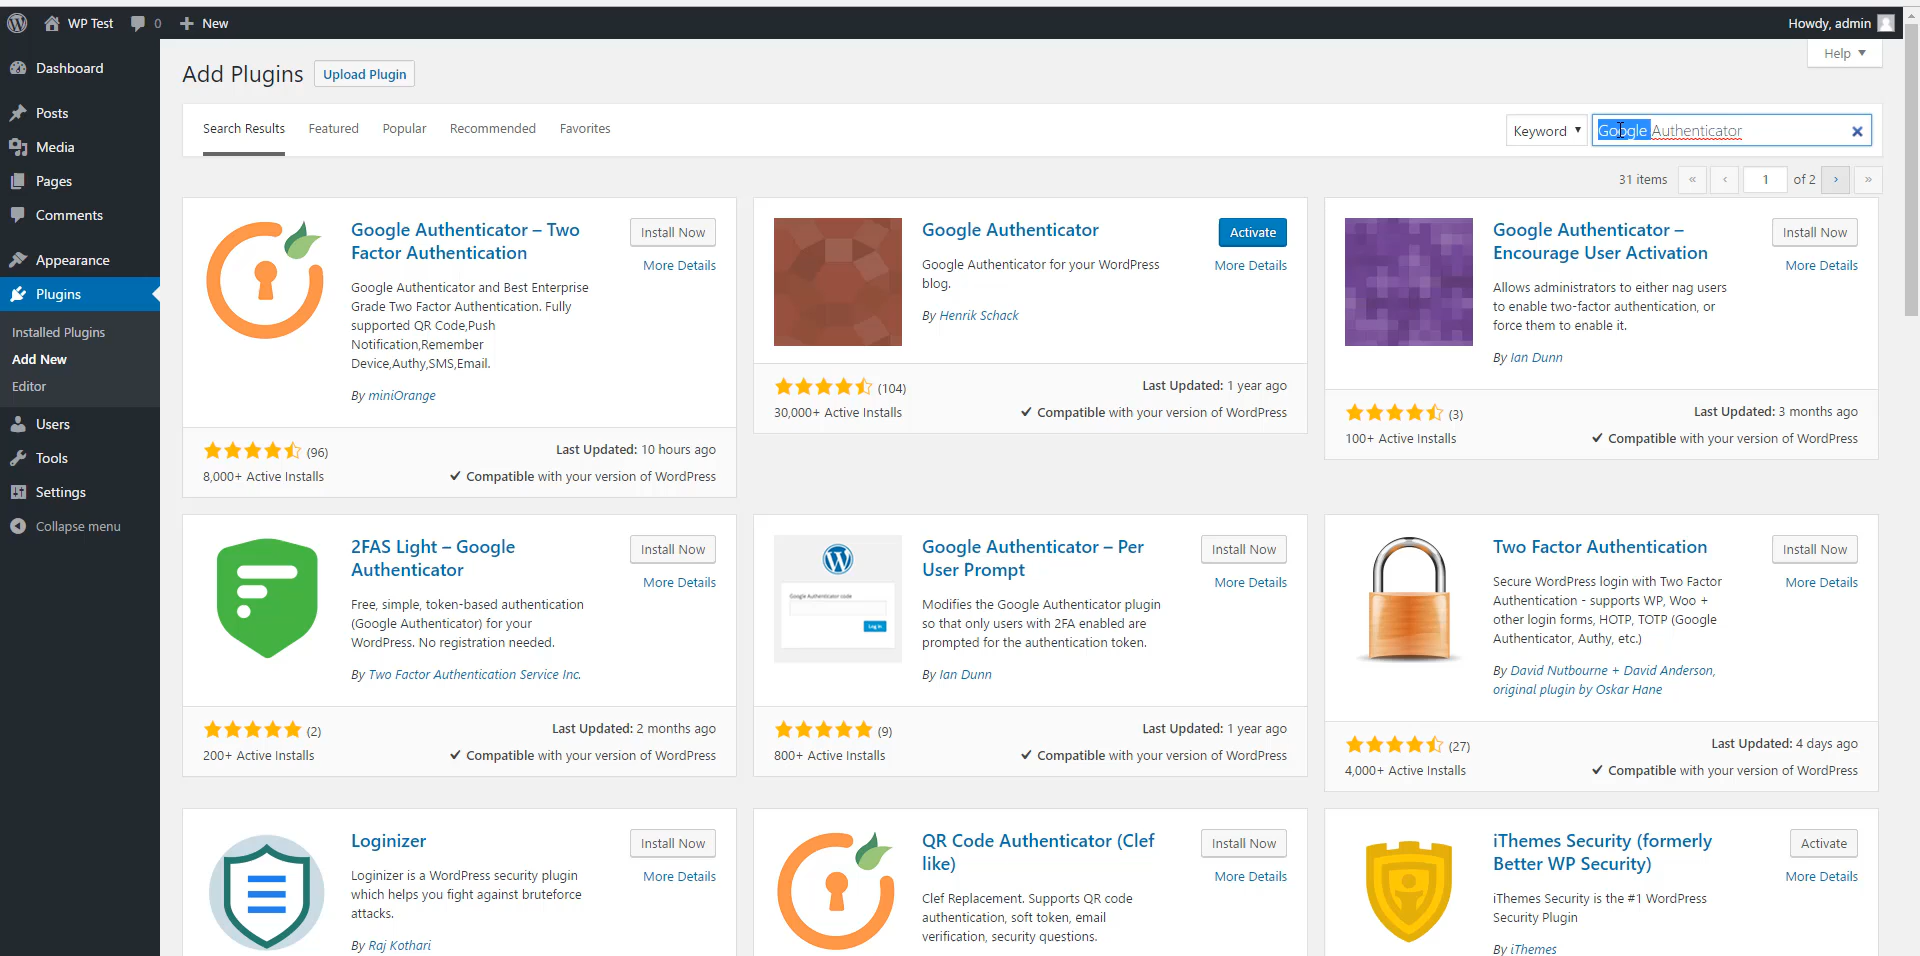 WP Test 0 New Howdy, admin
Help
Dashboard
Posts
Media
Pages
Comments
Appearance
Plugins
Installed Plugins
Add New
Editor
Users
Tools
Settings
Collapse menu
Add Plugins Upload Plugin
Search Results Featured Popular Recommended Favorites
Keyword Google Authenticator
31 items « ‹ 1 of 2 › »
Google Authenticator – Two
Factor Authentication
Install Now
More Details
Google Authenticator and Best Enterprise
Grade Two Factor Authentication. Fully
supported QR Code,Push
Notification,Remember
Device,Authy,SMS,Email.
By miniOrange
(96)
Last Updated: 10 hours ago
8,000+ Active Installs
Compatible with your version of WordPress
Google Authenticator
Activate
More Details
Google Authenticator for your WordPress
blog.
By Henrik Schack
(104)
Last Updated: 1 year ago
30,000+ Active Installs
Compatible with your version of WordPress
Google Authenticator –
Encourage User Activation
Install Now
More Details
Allows administrators to either nag users
to enable two-factor authentication, or
force them to enable it.
By Ian Dunn
(3)
Last Updated: 3 months ago
100+ Active Installs
Compatible with your version of WordPress
2FAS Light – Google
Authenticator
Install Now
More Details
Free, simple, token-based authentication
(Google Authenticator) for your
WordPress. No registration needed.
By Two Factor Authentication Service Inc.
(2)
Last Updated: 2 months ago
200+ Active Installs
Compatible with your version of WordPress
Google Authenticator code
Log In
Google Authenticator – Per
User Prompt
Install Now
More Details
Modifies the Google Authenticator plugin
so that only users with 2FA enabled are
prompted for the authentication token.
By Ian Dunn
(9)
Last Updated: 1 year ago
800+ Active Installs
Compatible with your version of WordPress
Two Factor Authentication
Install Now
More Details
Secure WordPress login with Two Factor
Authentication - supports WP, Woo +
other login forms, HOTP, TOTP (Google
Authenticator, Authy, etc.)
By David Nutbourne + David Anderson,
original plugin by Oskar Hane
(27)
Last Updated: 4 days ago
4,000+ Active Installs
Compatible with your version of WordPress
Loginizer
Install Now
More Details
Loginizer is a WordPress security plugin
which helps you fight against bruteforce
attacks.
By Raj Kothari
QR Code Authenticator (Clef
like)
Install Now
More Details
Clef Replacement. Supports QR code
authentication, soft token, email
verification, security questions.
iThemes Security (formerly
Better WP Security)
Activate
More Details
iThemes Security is the #1 WordPress
Security Plugin
By iThemes